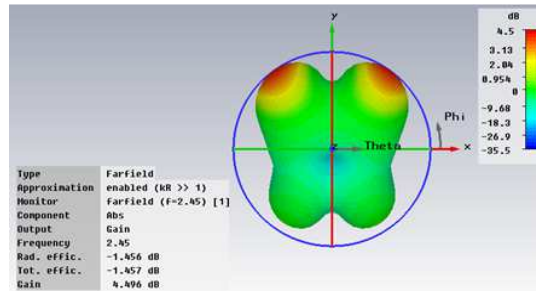 y
dB
4.5
3.13
2.04
0.954
0
-9.68
-18.3
-26.9
-35.5
Phi
z
Theta
x
Type Farfield
Approximation enabled (kR >> 1)
Monitor farfield (f=2.45) [1]
Component Abs
Output Gain
Frequency 2.45
Rad. effic. -1.456 dB
Tot. effic. -1.457 dB
Gain 4.496 dB